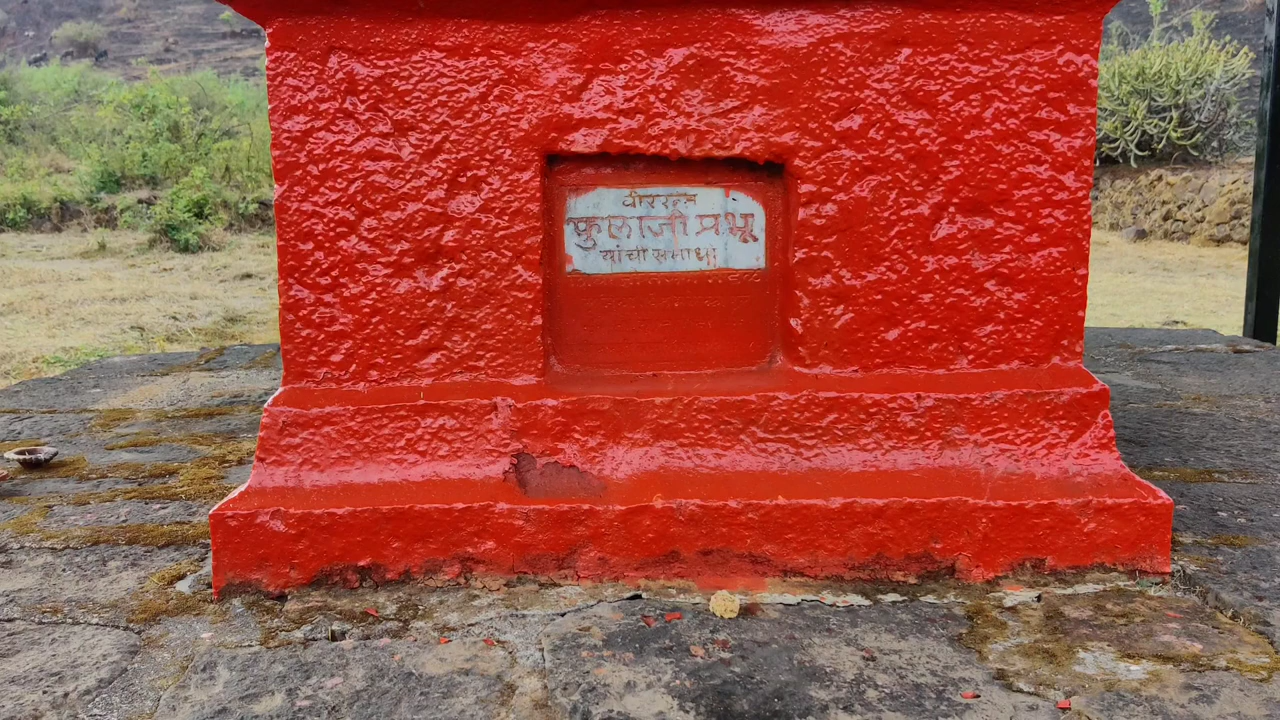 वीररत्न
फुलाजी प्रभू
यांची समाधी